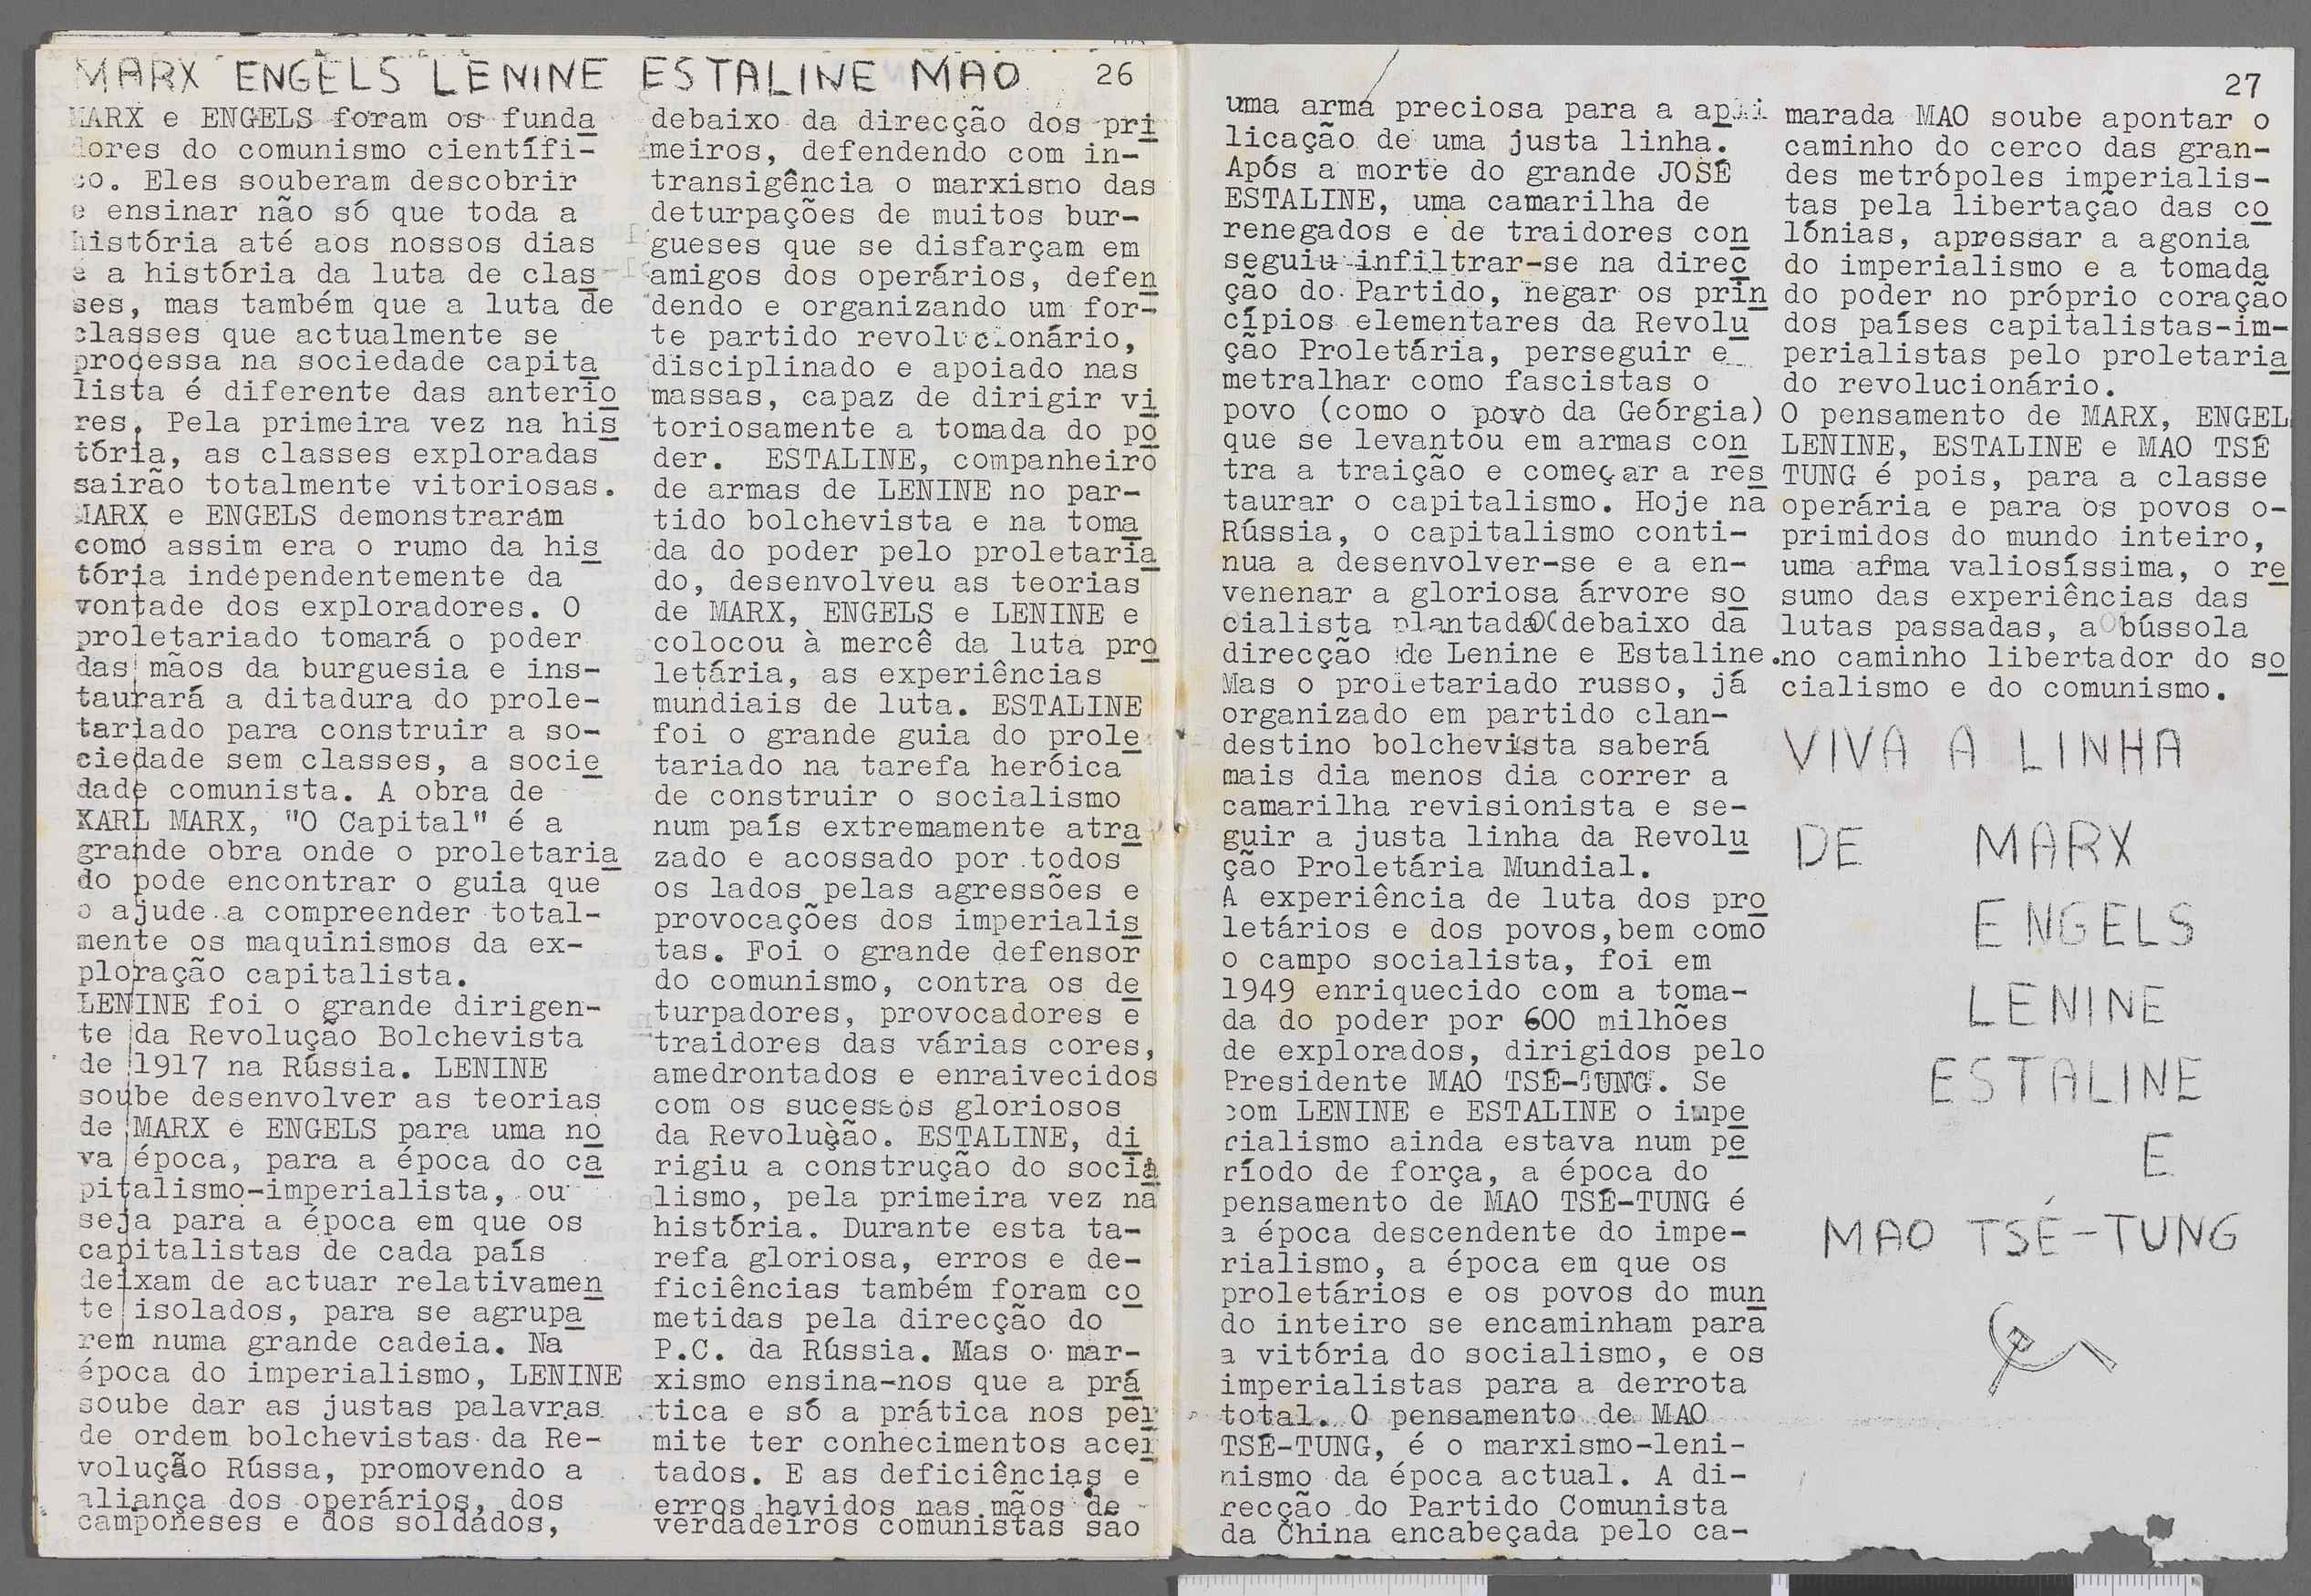 MARX ENGELS LENINE ESTALINE MAO 26
MARX e ENGELS foram os funda
dores do comunismo científi-
co. Eles souberam descobrir
e ensinar não só que toda a
história até aos nossos dias
é a história da luta de clas
ses, mas também que a luta de
classes que actualmente se
processa na sociedade capita
lista é diferente das anterio
res. Pela primeira vez na his
tória, as classes exploradas
sairão totalmente vitoriosas.
MARX e ENGELS demonstraram
como assim era o rumo da his
tória independentemente da
vontade dos exploradores. O
proletariado tomará o poder
das mãos da burguesia e ins-
taurará a ditadura do prole-
tariado para construir a so-
ciedade sem classes, a socie
dade comunista. A obra de
KARL MARX, "O Capital" é a
grande obra onde o proletaria
do pode encontrar o guia que
o ajude a compreender total-
mente os maquinismos da ex-
ploração capitalista.
LENINE foi o grande dirigen-
te da Revolução Bolchevista
de 1917 na Rússia. LENINE
soube desenvolver as teorias
de MARX e ENGELS para uma no
va época, para a época do ca
pitalismo-imperialista, ou
seja para a época em que os
capitalistas de cada país
deixam de actuar relativamen
te isolados, para se agrupa
rem numa grande cadeia. Na
época do imperialismo, LENINE
soube dar as justas palavras
de ordem bolchevistas da Re-
volução Rússa, promovendo a
aliança dos operários, dos
camponeses e dos soldados,
debaixo da direcção dos pri
meiros, defendendo com in-
transigência o marxismo das
deturpações de muitos bur-
gueses que se disfarçam em
amigos dos operários, defen
dendo e organizando um for-
te partido revolucionário,
disciplinado e apoiado nas
massas, capaz de dirigir vi
toriosamente a tomada do po
der. ESTALINE, companheiro
de armas de LENINE no par-
tido bolchevista e na toma
da do poder pelo proletaria
do, desenvolveu as teorias
de MARX, ENGELS e LENINE e
colocou à mercê da luta pro
letária, as experiências
mundiais de luta. ESTALINE
foi o grande guia do prole
tariado na tarefa heróica
de construir o socialismo
num país extremamente atra
zado e acossado por todos
os lados pelas agressões e
provocações dos imperialis
tas. Foi o grande defensor
do comunismo, contra os de
turpadores, provocadores e
traidores das várias cores,
amedrontados e enraivecidos
com os sucessos gloriosos
da Revolução. ESTALINE, di
rigiu a construção do socia
lismo, pela primeira vez na
história. Durante esta ta-
refa gloriosa, erros e de-
ficiências também foram co
metidas pela direcção do
P.C. da Rússia. Mas o mar-
xismo ensina-nos que a prá
tica e só a prática nos per
mite ter conhecimentos acer
tados. E as deficiências e
erros havidos nas mãos de
verdadeiros comunistas são
27
uma arma preciosa para a ap
licação de uma justa linha.
Após a morte do grande JOSÉ
ESTALINE, uma camarilha de
renegados e de traidores con
seguiu infiltrar-se na direc
ção do Partido, negar os prin
cípios elementares da Revolu
ção Proletária, perseguir e
metralhar como fascistas o
povo (como o povo da Geórgia)
que se levantou em armas con
tra a traição e começar a res
taurar o capitalismo. Hoje na
Rússia, o capitalismo conti-
nua a desenvolver-se e a en-
venenar a gloriosa árvore so
cialista plantada debaixo da
direcção de Lenine e Estaline.
Mas o proletariado russo, já
organizado em partido clan-
destino bolchevista saberá
mais dia menos dia correr a
camarilha revisionista e se-
guir a justa linha da Revolu
ção Proletária Mundial.
A experiência de luta dos pro
letários e dos povos,bem como
o campo socialista, foi em
1949 enriquecido com a toma-
da do poder por 600 milhões
de explorados, dirigidos pelo
Presidente MAO TSÉ-TUNG. Se
com LENINE e ESTALINE o impe
rialismo ainda estava num pe
ríodo de força, a época do
pensamento de MAO TSÉ-TUNG é
a época descendente do impe-
rialismo, a época em que os
proletários e os povos do mun
do inteiro se encaminham para
a vitória do socialismo, e os
imperialistas para a derrota
total. O pensamento de MAO
TSÉ-TUNG, é o marxismo-leni-
nismo da época actual. A di-
recção do Partido Comunista
da China encabeçada pelo ca-
marada MAO soube apontar o
caminho do cerco das gran-
des metrópoles imperialis-
tas pela libertação das co
lónias, apressar a agonia
do imperialismo e a tomada
do poder no próprio coração
dos países capitalistas-im-
perialistas pelo proletaria
do revolucionário.
O pensamento de MARX, ENGEL
LENINE, ESTALINE e MAO TSÉ
TUNG é pois, para a classe
operária e para os povos o-
primidos do mundo inteiro,
uma arma valiosíssima, o re
sumo das experiências das
lutas passadas, a bússola
no caminho libertador do so
cialismo e do comunismo.
VIVA A LINHA
DE MARX
ENGELS
LENINE
ESTALINE
E
MAO TSÉ-TUNG